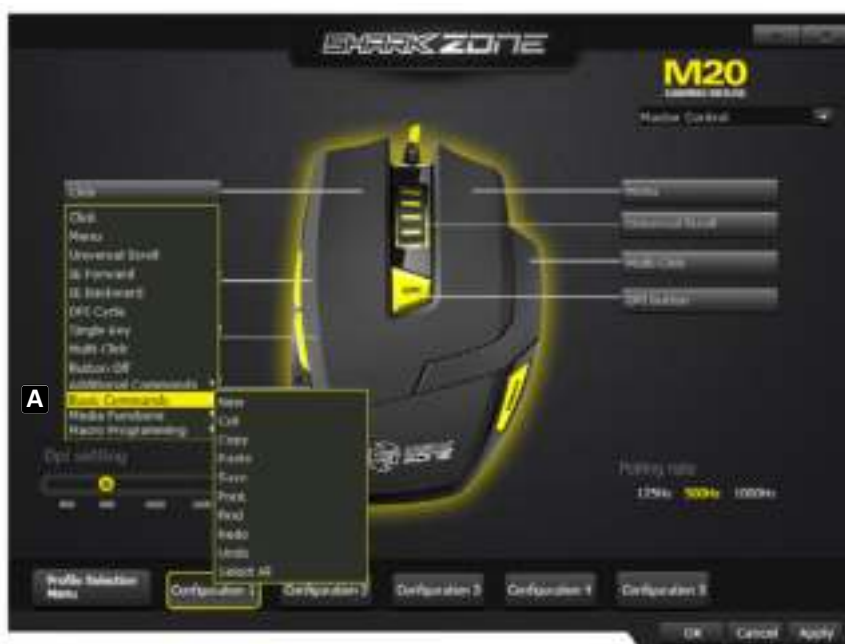 SHARK ZONE
M20
GAMING MOUSE
Master Control
Click
Menu
Universal Scroll
Multi Click
DPI button
Click
Menu
Universal Scroll
IE Forward
IE Backward
DPI Cycle
Single Key
Multi Click
Button Off
Additional Commands
A
Basic Commands
Media Functions
Macro Programming
New
Cut
Copy
Paste
Save
Print
Find
Redo
Undo
Select All
Dpi setting
Polling rate
125Hz 500Hz 1000Hz
Profile Selection
Menu
Configuration 1
Configuration 2
Configuration 3
Configuration 4
Configuration 5
OK
Cancel
Apply